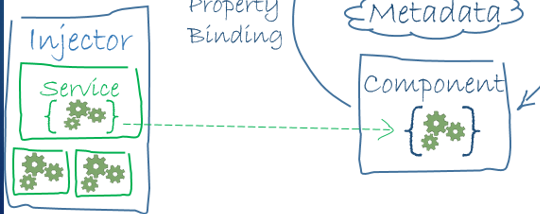 Property
Binding
Metadata
Injector
Service
{ }
Component
{ }